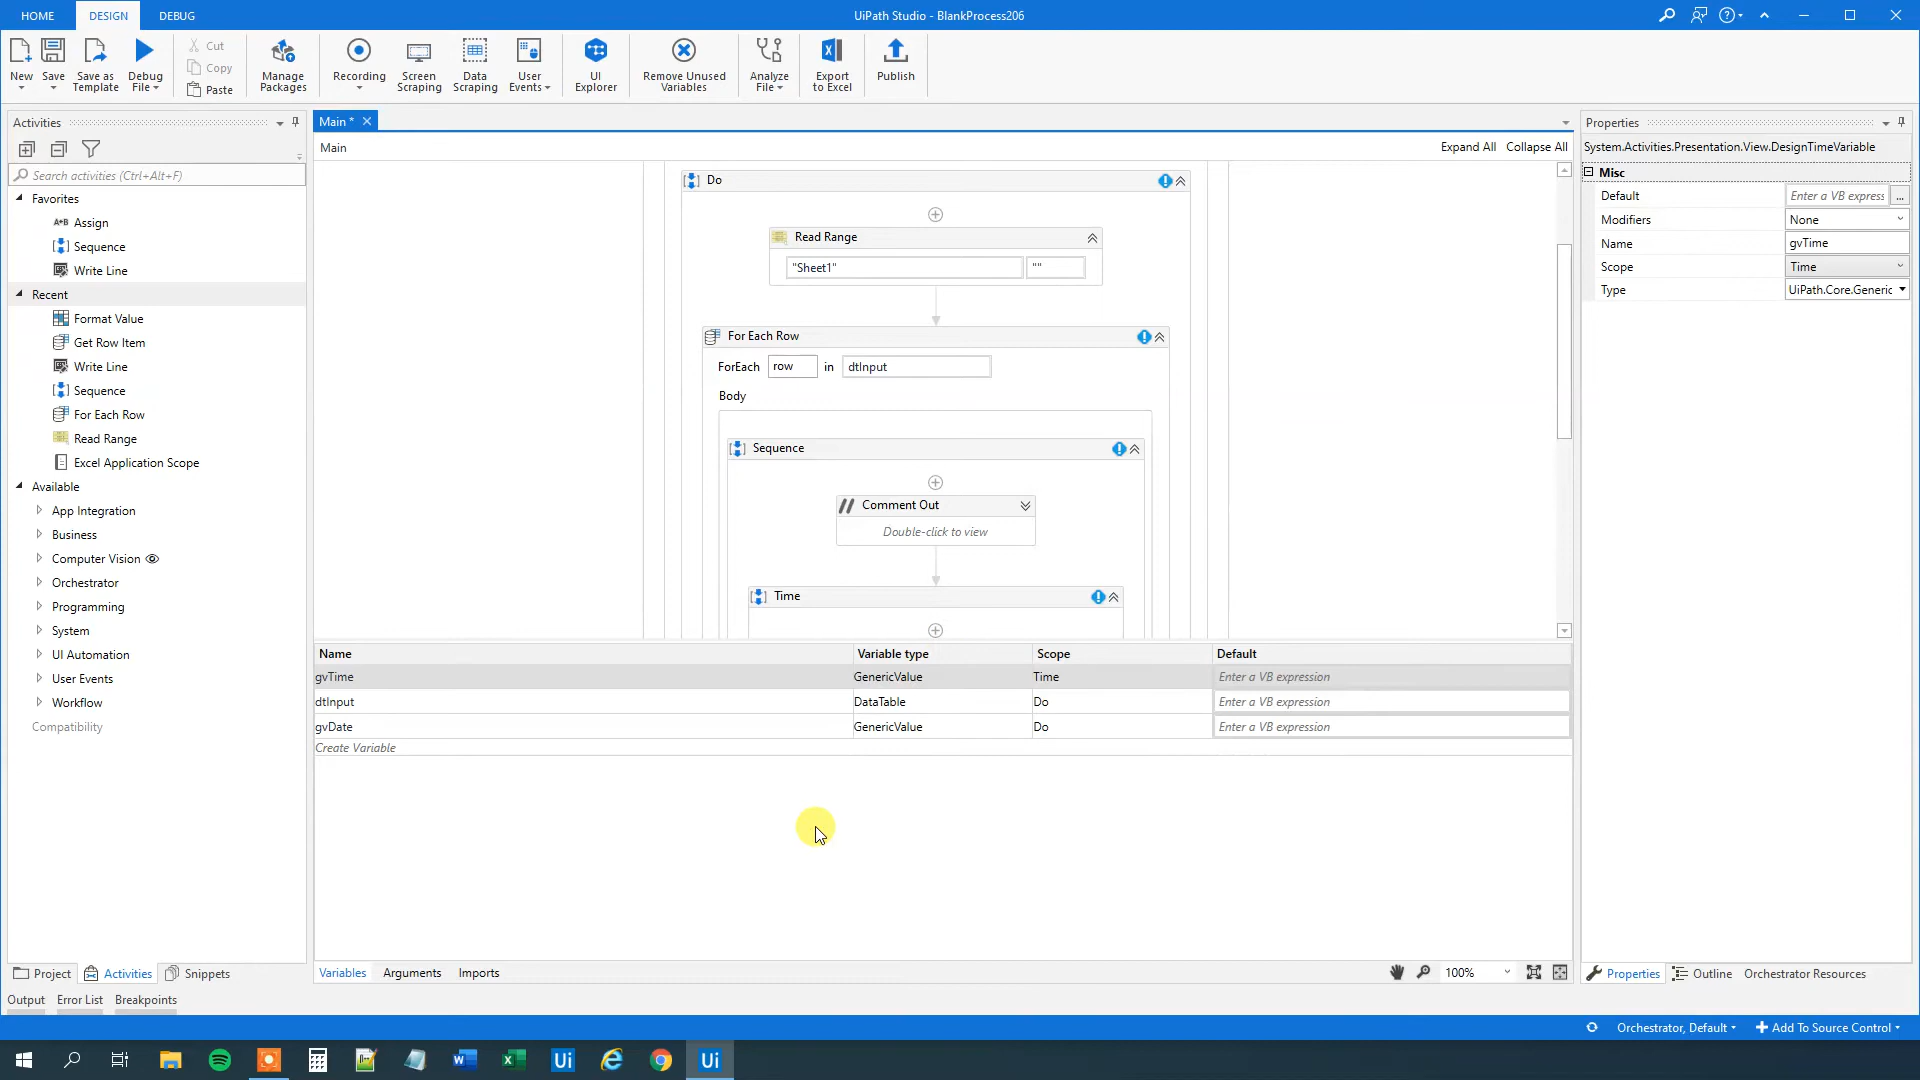 HOME
DESIGN
DEBUG
UiPath Studio - BlankProcess206
New
Save
Save as Template
Debug File
Cut
Copy
Paste
Manage Packages
Recording
Screen Scraping
Data Scraping
User Events
UI Explorer
Remove Unused Variables
Analyze File
Export to Excel
Publish
Activities
Search activities (Ctrl+Alt+F)
Favorites
Assign
Sequence
Write Line
Recent
Format Value
Get Row Item
Write Line
Sequence
For Each Row
Read Range
Excel Application Scope
Available
App Integration
Business
Computer Vision
Orchestrator
Programming
System
UI Automation
User Events
Workflow
Compatibility
Project
Activities
Snippets
Main *
Main
Expand All
Collapse All
Do
Read Range
"Sheet1"
""
For Each Row
ForEach row in dtInput
Body
Sequence
Comment Out
Double-click to view
Time
Name Variable type Scope Default
gvTime GenericValue Time Enter a VB expression
dtInput DataTable Do Enter a VB expression
gvDate GenericValue Do Enter a VB expression
Create Variable
Variables
Arguments
Imports
100%
Properties
System.Activities.Presentation.View.DesignTimeVariable
Misc
Default Enter a VB express ...
Modifiers None
Name gvTime
Scope Time
Type UiPath.Core.Generic
Properties
Outline
Orchestrator Resources
Output
Error List
Breakpoints
Orchestrator, Default
Add To Source Control
Ui
Ui